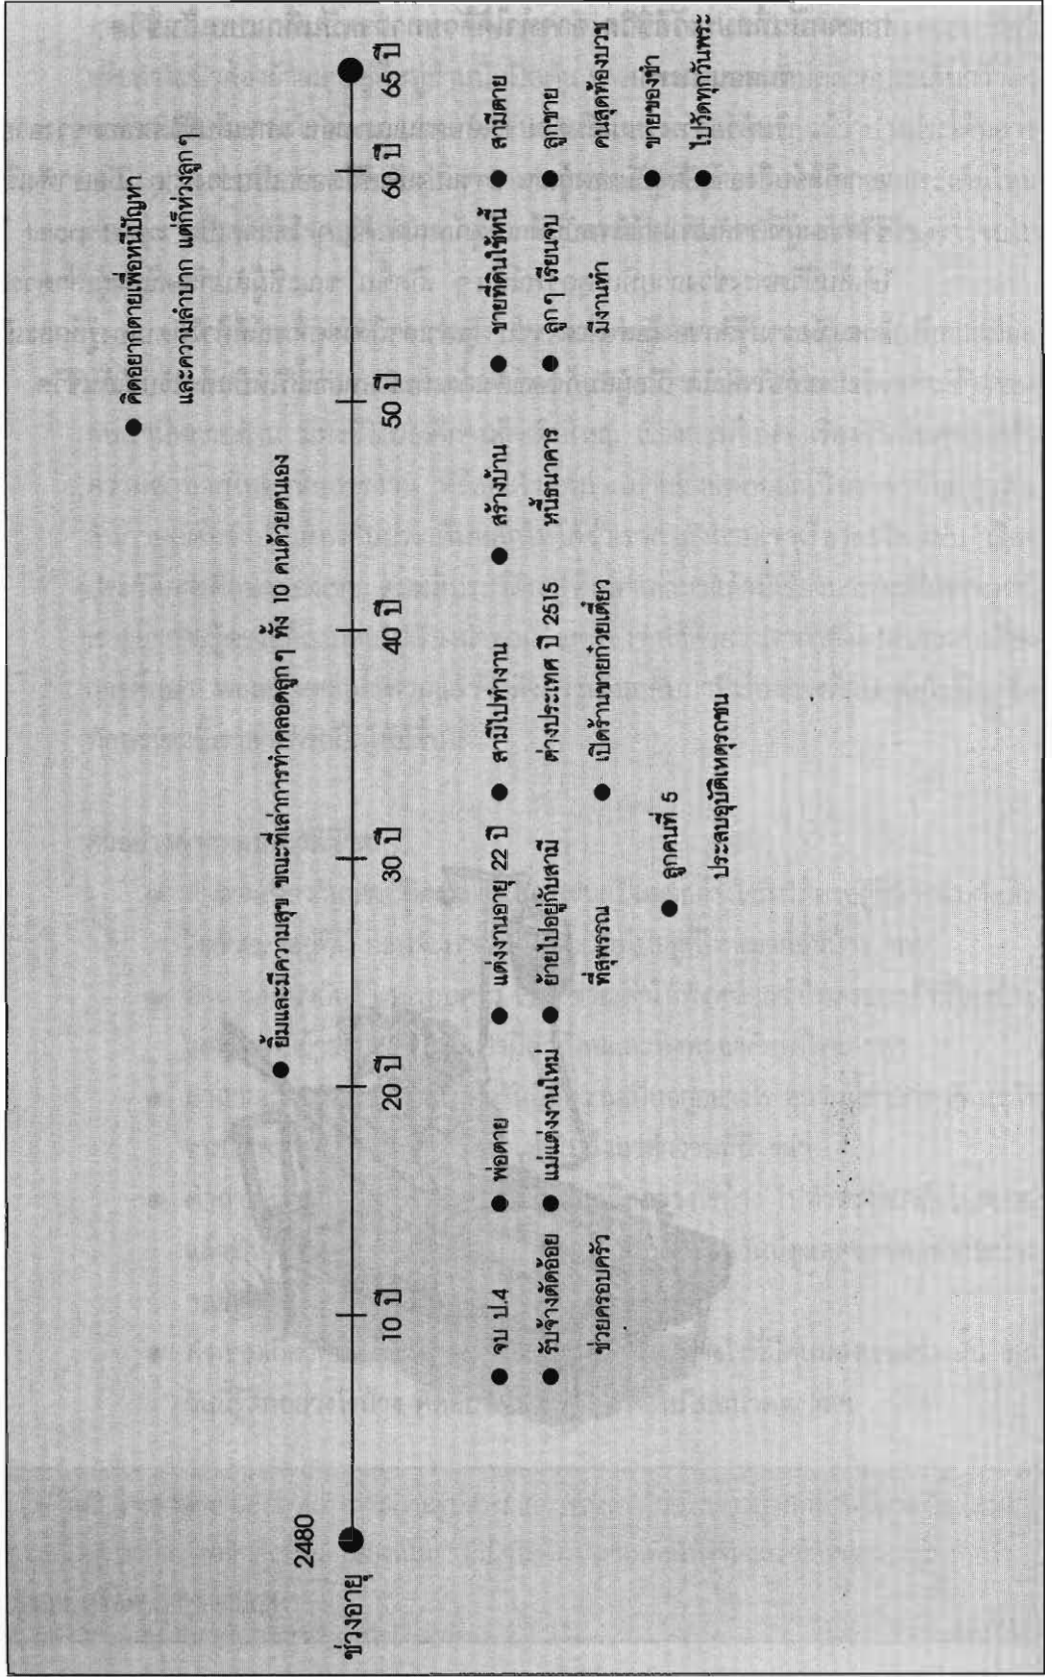 ● คิดอยากตายเพื่อหนีปัญหา
และความลำบาก แต่ก็ห่วงลูกๆ
● ยิ้มและมีความสุข ขณะที่เล่าการทำคลอดลูกๆ ทั้ง 10 คนด้วยตนเอง
2480
ช่วงอายุ
10 ปี 20 ปี 30 ปี 40 ปี 50 ปี 60 ปี 65 ปี
● จบ ป.4
● รับจ้างตัดอ้อย
ช่วยครอบครัว
● พ่อตาย
● แม่แต่งงานใหม่
● แต่งงานอายุ 22 ปี
● ย้ายไปอยู่กับสามี
ที่สุพรรณ
● ลูกคนที่ 5
ประสบอุบัติเหตุรถชน
● สามีไปทำงาน
ต่างประเทศ ปี 2515
● เปิดร้านขายก๋วยเตี๋ยว
● สร้างบ้าน
หนี้ธนาคาร
● ขายที่ดินใช้หนี้
● ลูกๆ เรียนจบ
มีงานทำ
● สามีตาย
● ลูกชาย
คนสุดท้องบวช
● ขายของชำ
● ไปวัดทุกวันพระ